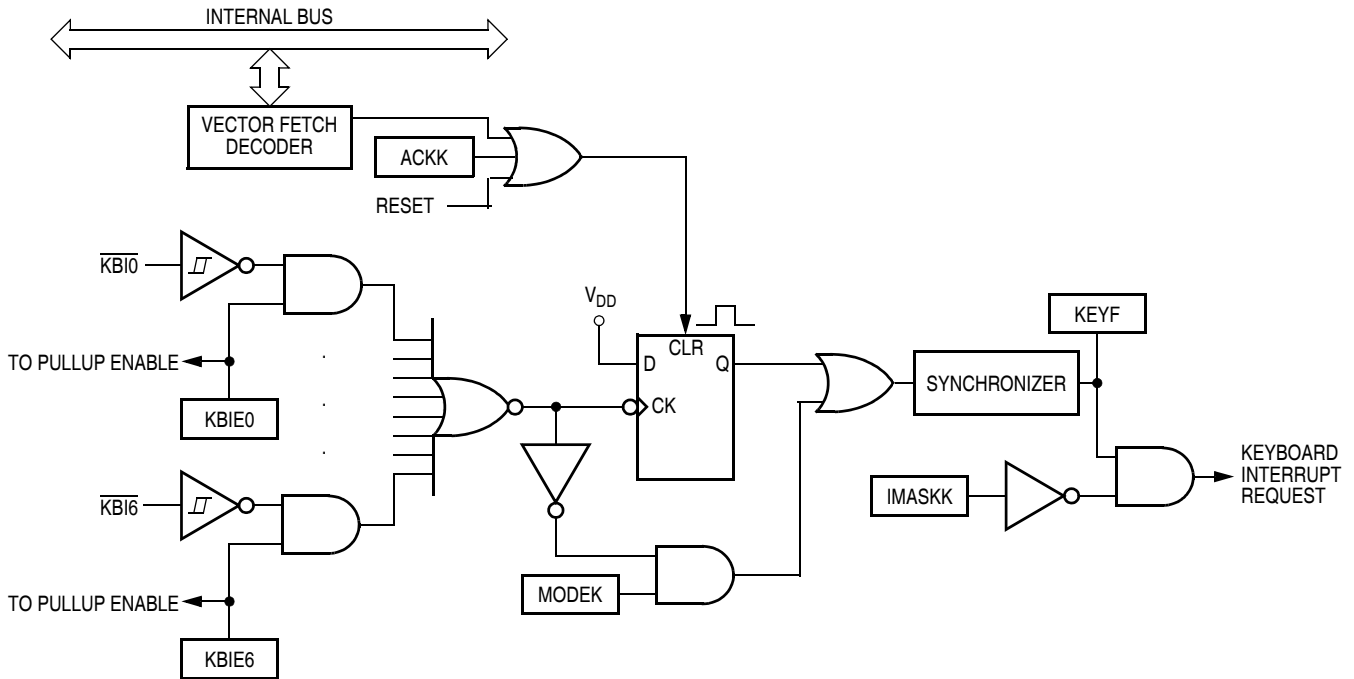 INTERNAL BUS
VECTOR FETCH
DECODER
ACKK
RESET
KBI0
TO PULLUP ENABLE
KBIE0
KBI6
TO PULLUP ENABLE
KBIE6
VDD
CLR
D
Q
CK
MODEK
SYNCHRONIZER
KEYF
IMASKK
KEYBOARD
INTERRUPT
REQUEST